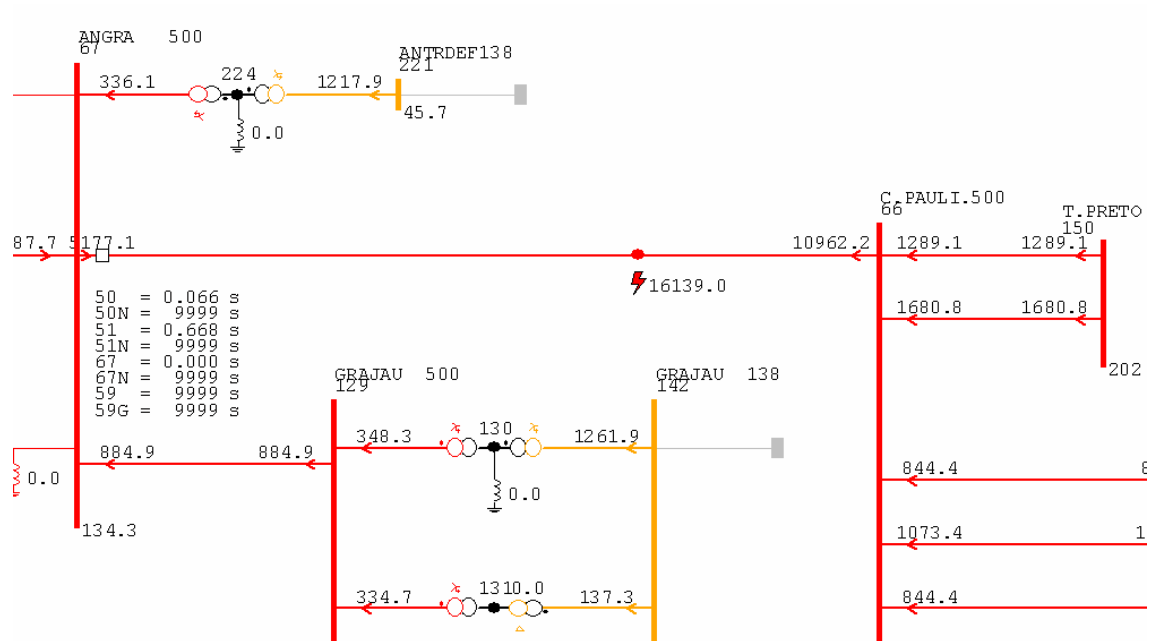 ANGRA 500
67
336.1
224
1217.9
ANTRDEF138
221
45.7
0.0
C.PAULI.500
66
T.PRETO
150
87.7
5177.1
10962.2
1289.1
1289.1
16139.0
1680.8
1680.8
202
50 = 0.066 s
50N = 9999 s
51 = 0.668 s
51N = 9999 s
67 = 0.000 s
67N = 9999 s
59 = 9999 s
59G = 9999 s
GRAJAU 500
129
GRAJAU 138
142
348.3
130
1261.9
884.9
884.9
0.0
0.0
134.3
844.4
8
1073.4
1
334.7
1310.0
137.3
844.4